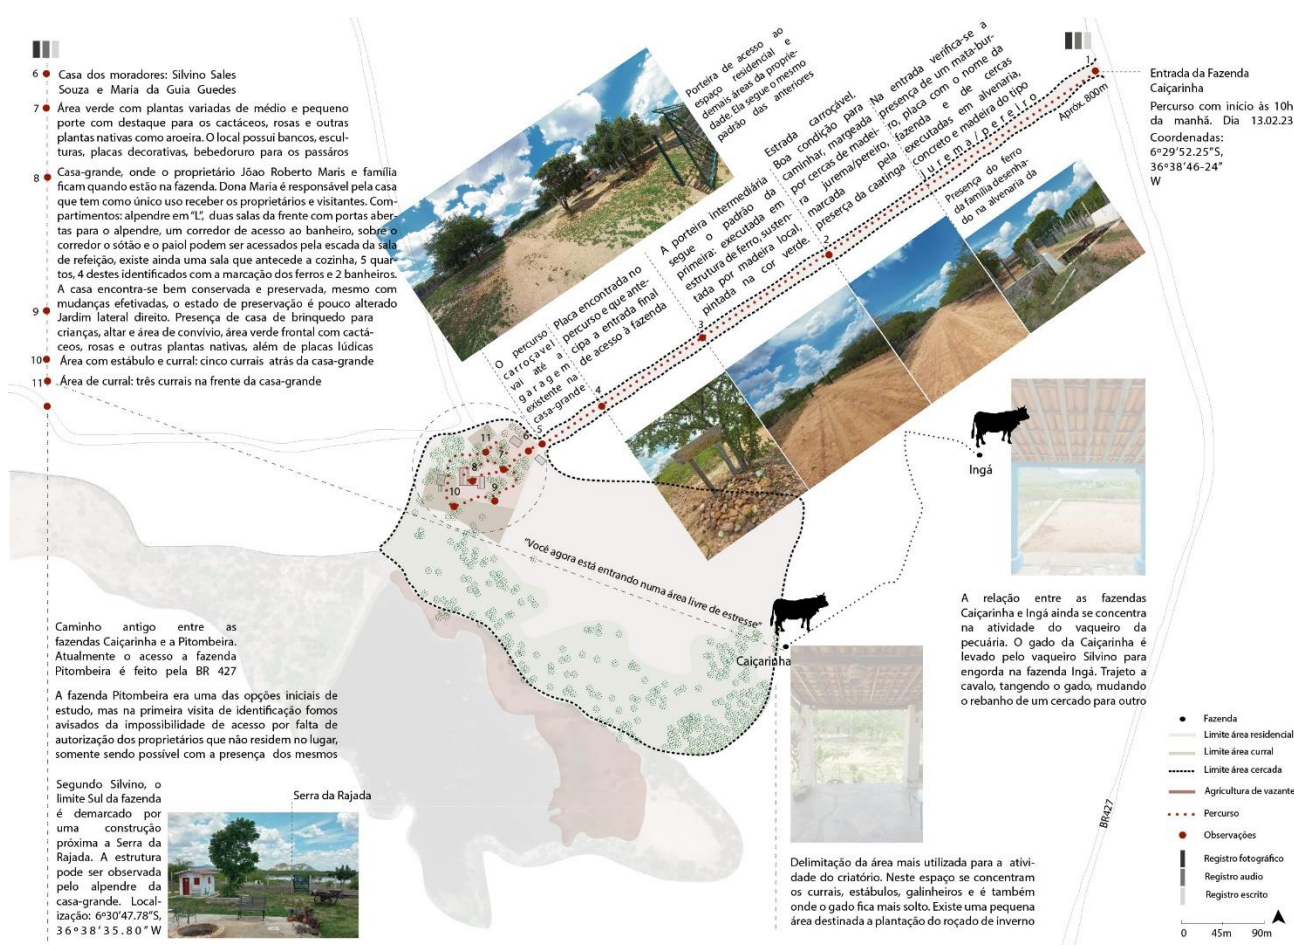 6 Casa dos moradores: Silvino Sales
Souza e Maria da Guia Guedes
7 Área verde com plantas variadas de médio e pequeno
porte com destaque para os cactáceos, rosas e outras
plantas nativas como aroeira. O local possui bancos, escul-
turas, placas decorativas, bebedoruro para os passáros
8 Casa-grande, onde o proprietário Jõao Roberto Maris e família
ficam quando estão na fazenda. Dona Maria é responsável pela casa
que tem como único uso receber os proprietários e visitantes. Com-
partimentos: alpendre em "L", duas salas da frente com portas aber-
tas para o alpendre, um corredor de acesso ao banheiro, sobre o
corredor o sótão e o paiol podem ser acessados pela escada da sala
de refeição, existe ainda uma sala que antecede a cozinha, 5 quar-
tos, 4 destes identificados com a marcação dos ferros e 2 banheiros.
A casa encontra-se bem conservada e preservada, mesmo com
mudanças efetivadas, o estado de preservação é pouco alterado
9 Jardim lateral direito. Presença de casa de brinquedo para
crianças, altar e área de convívio, área verde frontal com cactá-
ceos, rosas e outras plantas nativas, além de placas lúdicas
10 Área com estábulo e curral: cinco currais atrás da casa-grande
11 Área de curral: três currais na frente da casa-grande
Porteira de acesso ao
espaço residencial e
demais áreas da proprie-
dade. Ela segue o mesmo
padrão das anteriores
O percurso
carroçavel
vai até a
garagem
existente na
casa-grande
Placa encontrada no
percurso e que ante-
cipa a entrada final
de acesso à fazenda
A porteira intermediária
segue o padrão da
primeira: executada em
estrutura de ferro, susten-
tada por madeira local,
pintada na cor verde.
Estrada carroçável.
Boa condição para
caminhar, margeada
por cercas de madei-
ra jurema/pereiro,
marcada pela
presença da caatinga
Na entrada verifica-se a
presença de um mata-bur-
ro, placa com o nome da
fazenda e de cercas
executadas em alvenaria,
concreto e madeira do tipo
jurema/pereiro
Presença do ferro
da família desenha-
do na alvenaria da
Apróx. 800m
1
2
3
4
5
6
7
8
9
10
11
Entrada da Fazenda
Caiçarinha
Percurso com início às 10h
da manhã. Dia 13.02.23
Coordenadas:
6º29'52.25"S,
36º38'46-24"
W
"Você agora está entrando numa área livre de estresse"
Ingá
Caiçarinha
A relação entre as fazendas
Caiçarinha e Ingá ainda se concentra
na atividade do vaqueiro da
pecuária. O gado da Caiçarinha é
levado pelo vaqueiro Silvino para
engorda na fazenda Ingá. Trajeto a
cavalo, tangendo o gado, mudando
o rebanho de um cercado para outro
Caminho antigo entre as
fazendas Caiçarinha e a Pitombeira.
Atualmente o acesso a fazenda
Pitombeira é feito pela BR 427
A fazenda Pitombeira era uma das opções iniciais de
estudo, mas na primeira visita de identificação fomos
avisados da impossibilidade de acesso por falta de
autorização dos proprietários que não residem no lugar,
somente sendo possível com a presença dos mesmos
Segundo Silvino, o
limite Sul da fazenda
é demarcado por
uma construção
próxima a Serra da
Rajada. A estrutura
pode ser observada
pelo alpendre da
casa-grande. Local-
ização: 6º30'47.78"S,
36º38'35.80"W
Serra da Rajada
Delimitação da área mais utilizada para a ativi-
dade do criatório. Neste espaço se concentram
os currais, estábulos, galinheiros e é também
onde o gado fica mais solto. Existe uma pequena
área destinada a plantação do roçado de inverno
BR427
Fazenda
Limite área residencial
Limite área curral
Limite área cercada
Agricultura de vazante
Percurso
Observações
Registro fotográfico
Registro audio
Registro escrito
0 45m 90m